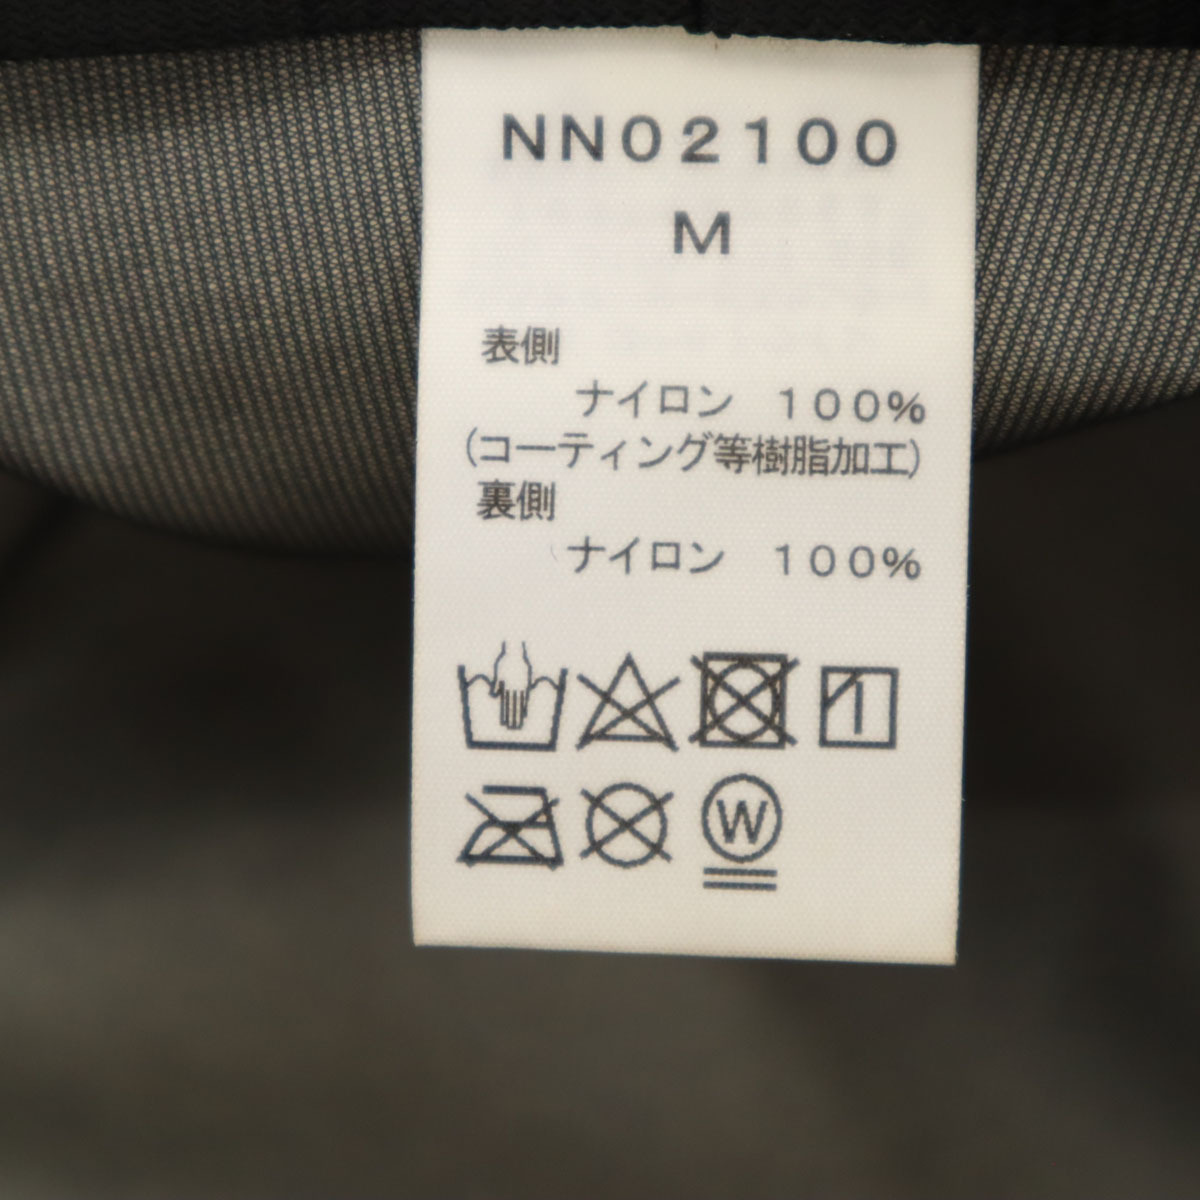 NN02100
M
表側
ナイロン 100%
(コーティング等樹脂加工)
裏側
ナイロン 100%
W